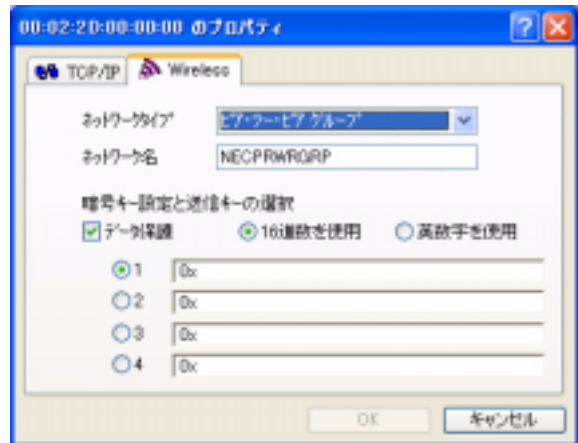 00:02:2D:00:00:00 のプロパティ
TCP/IP Wireless
ネットワークタイプ ピア・ツー・ピア グループ
ネットワーク名 NECPRWRGRP
暗号キー設定と送信キーの選択
データ保護 16進数を使用 英数字を使用
1 0x
2 0x
3 0x
4 0x
OK キャンセル